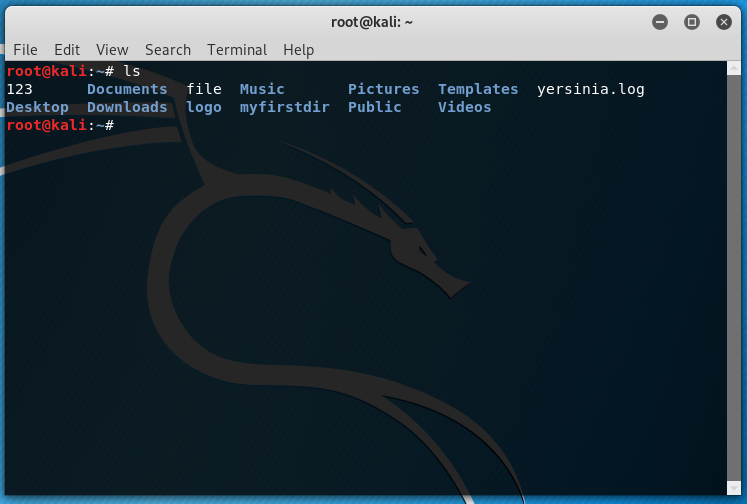 root@kali: ~
File Edit View Search Terminal Help
root@kali:~# ls
123 Documents file Music Pictures Templates yersinia.log
Desktop Downloads logo myfirstdir Public Videos
root@kali:~#